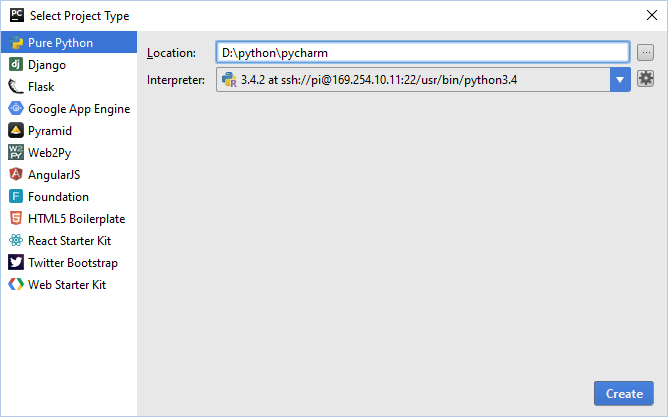 Select Project Type
Pure Python
Django
Flask
Google App Engine
Pyramid
Web2Py
AngularJS
Foundation
HTML5 Boilerplate
React Starter Kit
Twitter Bootstrap
Web Starter Kit
Location: D:\python\pycharm ...
Interpreter: 3.4.2 at ssh://pi@169.254.10.11:22/usr/bin/python3.4
Create